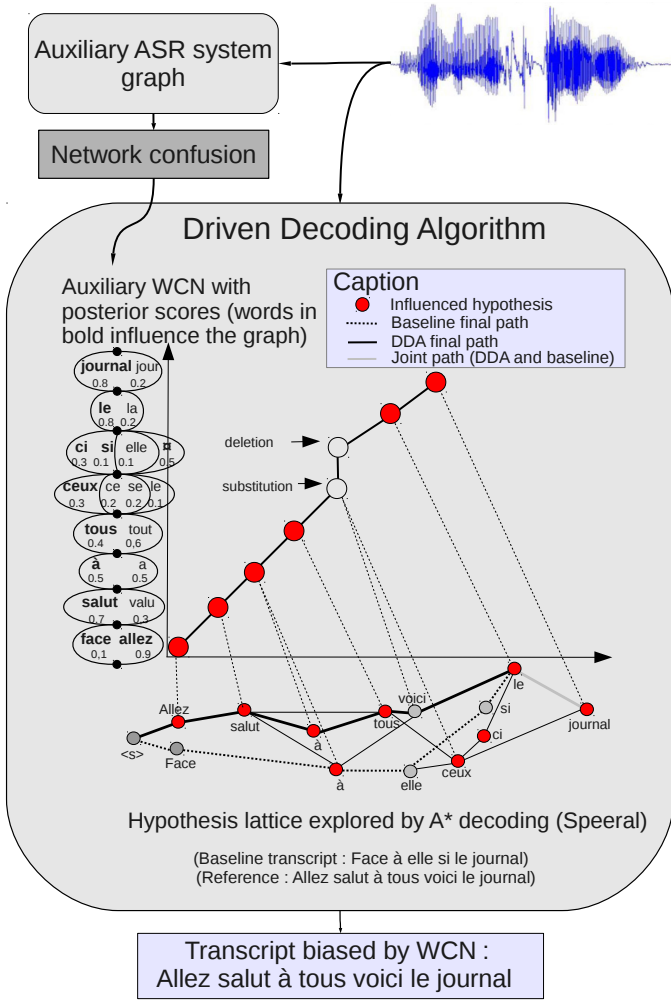 Auxiliary ASR system
graph
Network confusion
Driven Decoding Algorithm
Auxiliary WCN with
posterior scores (words in
bold influence the graph)
Caption
Influenced hypothesis
Baseline final path
DDA final path
Joint path (DDA and baseline)
journal jour
0.8 0.2
le la
0.8 0.2
ci si elle ¤
0.3 0.1 0.1 0.5
ceux ce se le
0.3 0.2 0.2 0.1
tous tout
0.4 0,6
à a
0.5 0.5
salut valu
0.7 0.3
face allez
0,1 0.9
deletion
substitution
Allez
salut
à
tous
voici
le
si
journal
ci
ceux
<s>
Face
à
elle
Hypothesis lattice explored by A* decoding (Speeral)
(Baseline transcript : Face à elle si le journal)
(Reference : Allez salut à tous voici le journal)
Transcript biased by WCN :
Allez salut à tous voici le journal